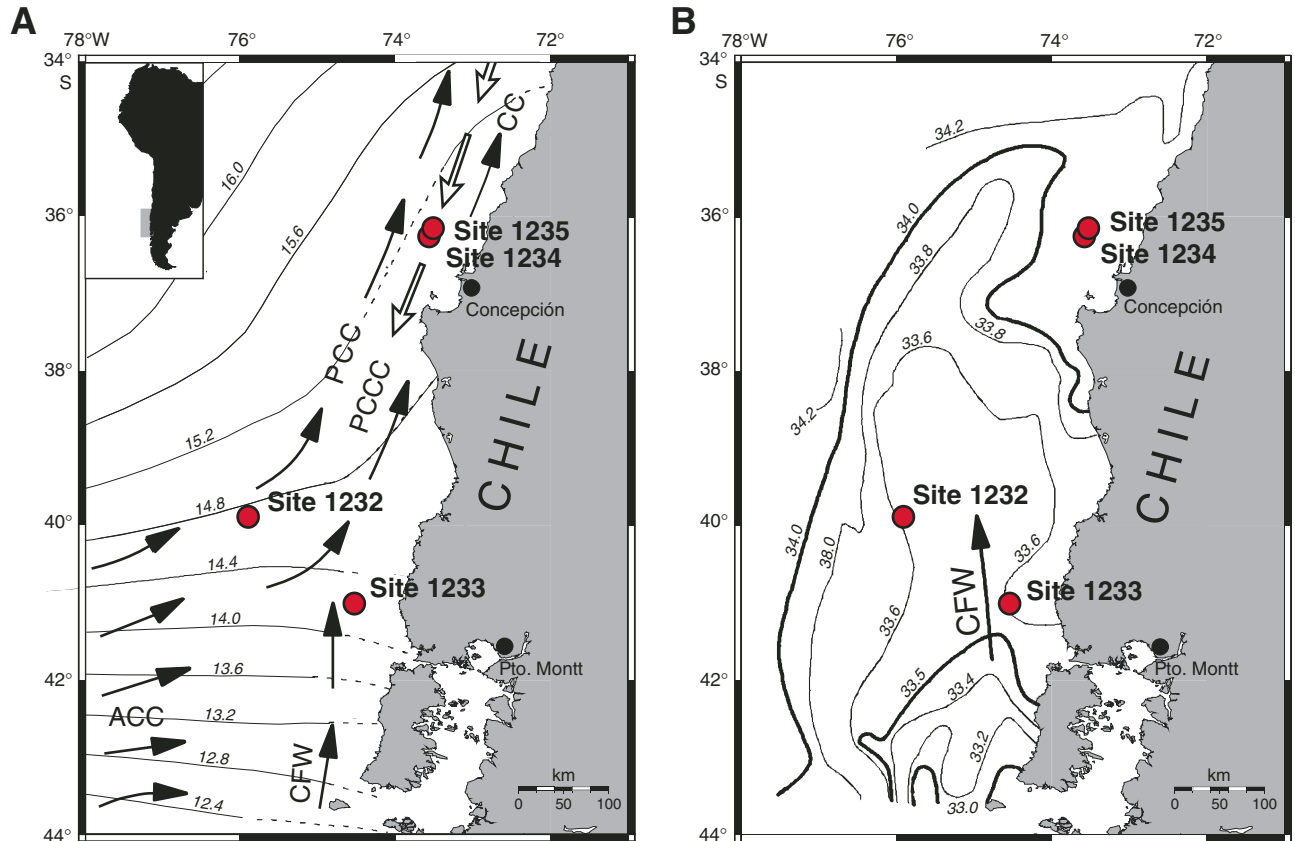 A
78°W
76°
74°
72°
34°
S
36°
38°
40°
42°
44°
16.0
15.6
15.2
14.8
14.4
14.0
13.6
13.2
12.8
12.4
CC
PCC
PCCC
ACC
CFW
Site 1235
Site 1234
Concepción
CHILE
Site 1232
Site 1233
Pto. Montt
km
0 50 100
B
78°W
76°
74°
72°
34°
S
36°
38°
40°
42°
44°
34.2
34.0
33.8
33.8
33.6
34.2
34.0
38.0
33.6
33.6
33.5
33.4
33.2
33.0
CFW
Site 1235
Site 1234
Concepción
CHILE
Site 1232
Site 1233
Pto. Montt
km
0 50 100